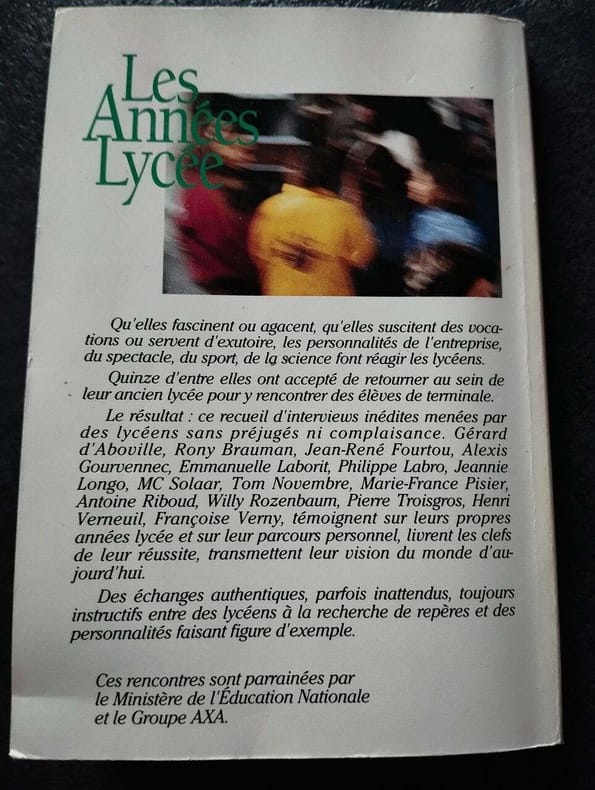 Les
Années
Lycée
Qu'elles fascinent ou agacent, qu'elles suscitent des voca-
tions ou servent d'exutoire, les personnalités de l'entreprise,
du spectacle, du sport, de la science font réagir les lycéens.
Quinze d'entre elles ont accepté de retourner au sein de
leur ancien lycée pour y rencontrer des élèves de terminale.
Le résultat : ce recueil d'interviews inédites menées par
des lycéens sans préjugés ni complaisance. Gérard
d'Aboville, Rony Brauman, Jean-René Fourtou, Alexis
Gourvennec, Emmanuelle Laborit, Philippe Labro, Jeannie
Longo, MC Solaar, Tom Novembre, Marie-France Pisier,
Antoine Riboud, Willy Rozenbaum, Pierre Troisgros, Henri
Verneuil, Françoise Verny, témoignent sur leurs propres
années lycée et sur leur parcours personnel, livrent les clefs
de leur réussite, transmettent leur vision du monde d'au-
jourd'hui.
Des échanges authentiques, parfois inattendus, toujours
instructifs entre des lycéens à la recherche de repères et des
personnalités faisant figure d'exemple.
Ces rencontres sont parrainées par
le Ministère de l'Éducation Nationale
et le Groupe AXA.